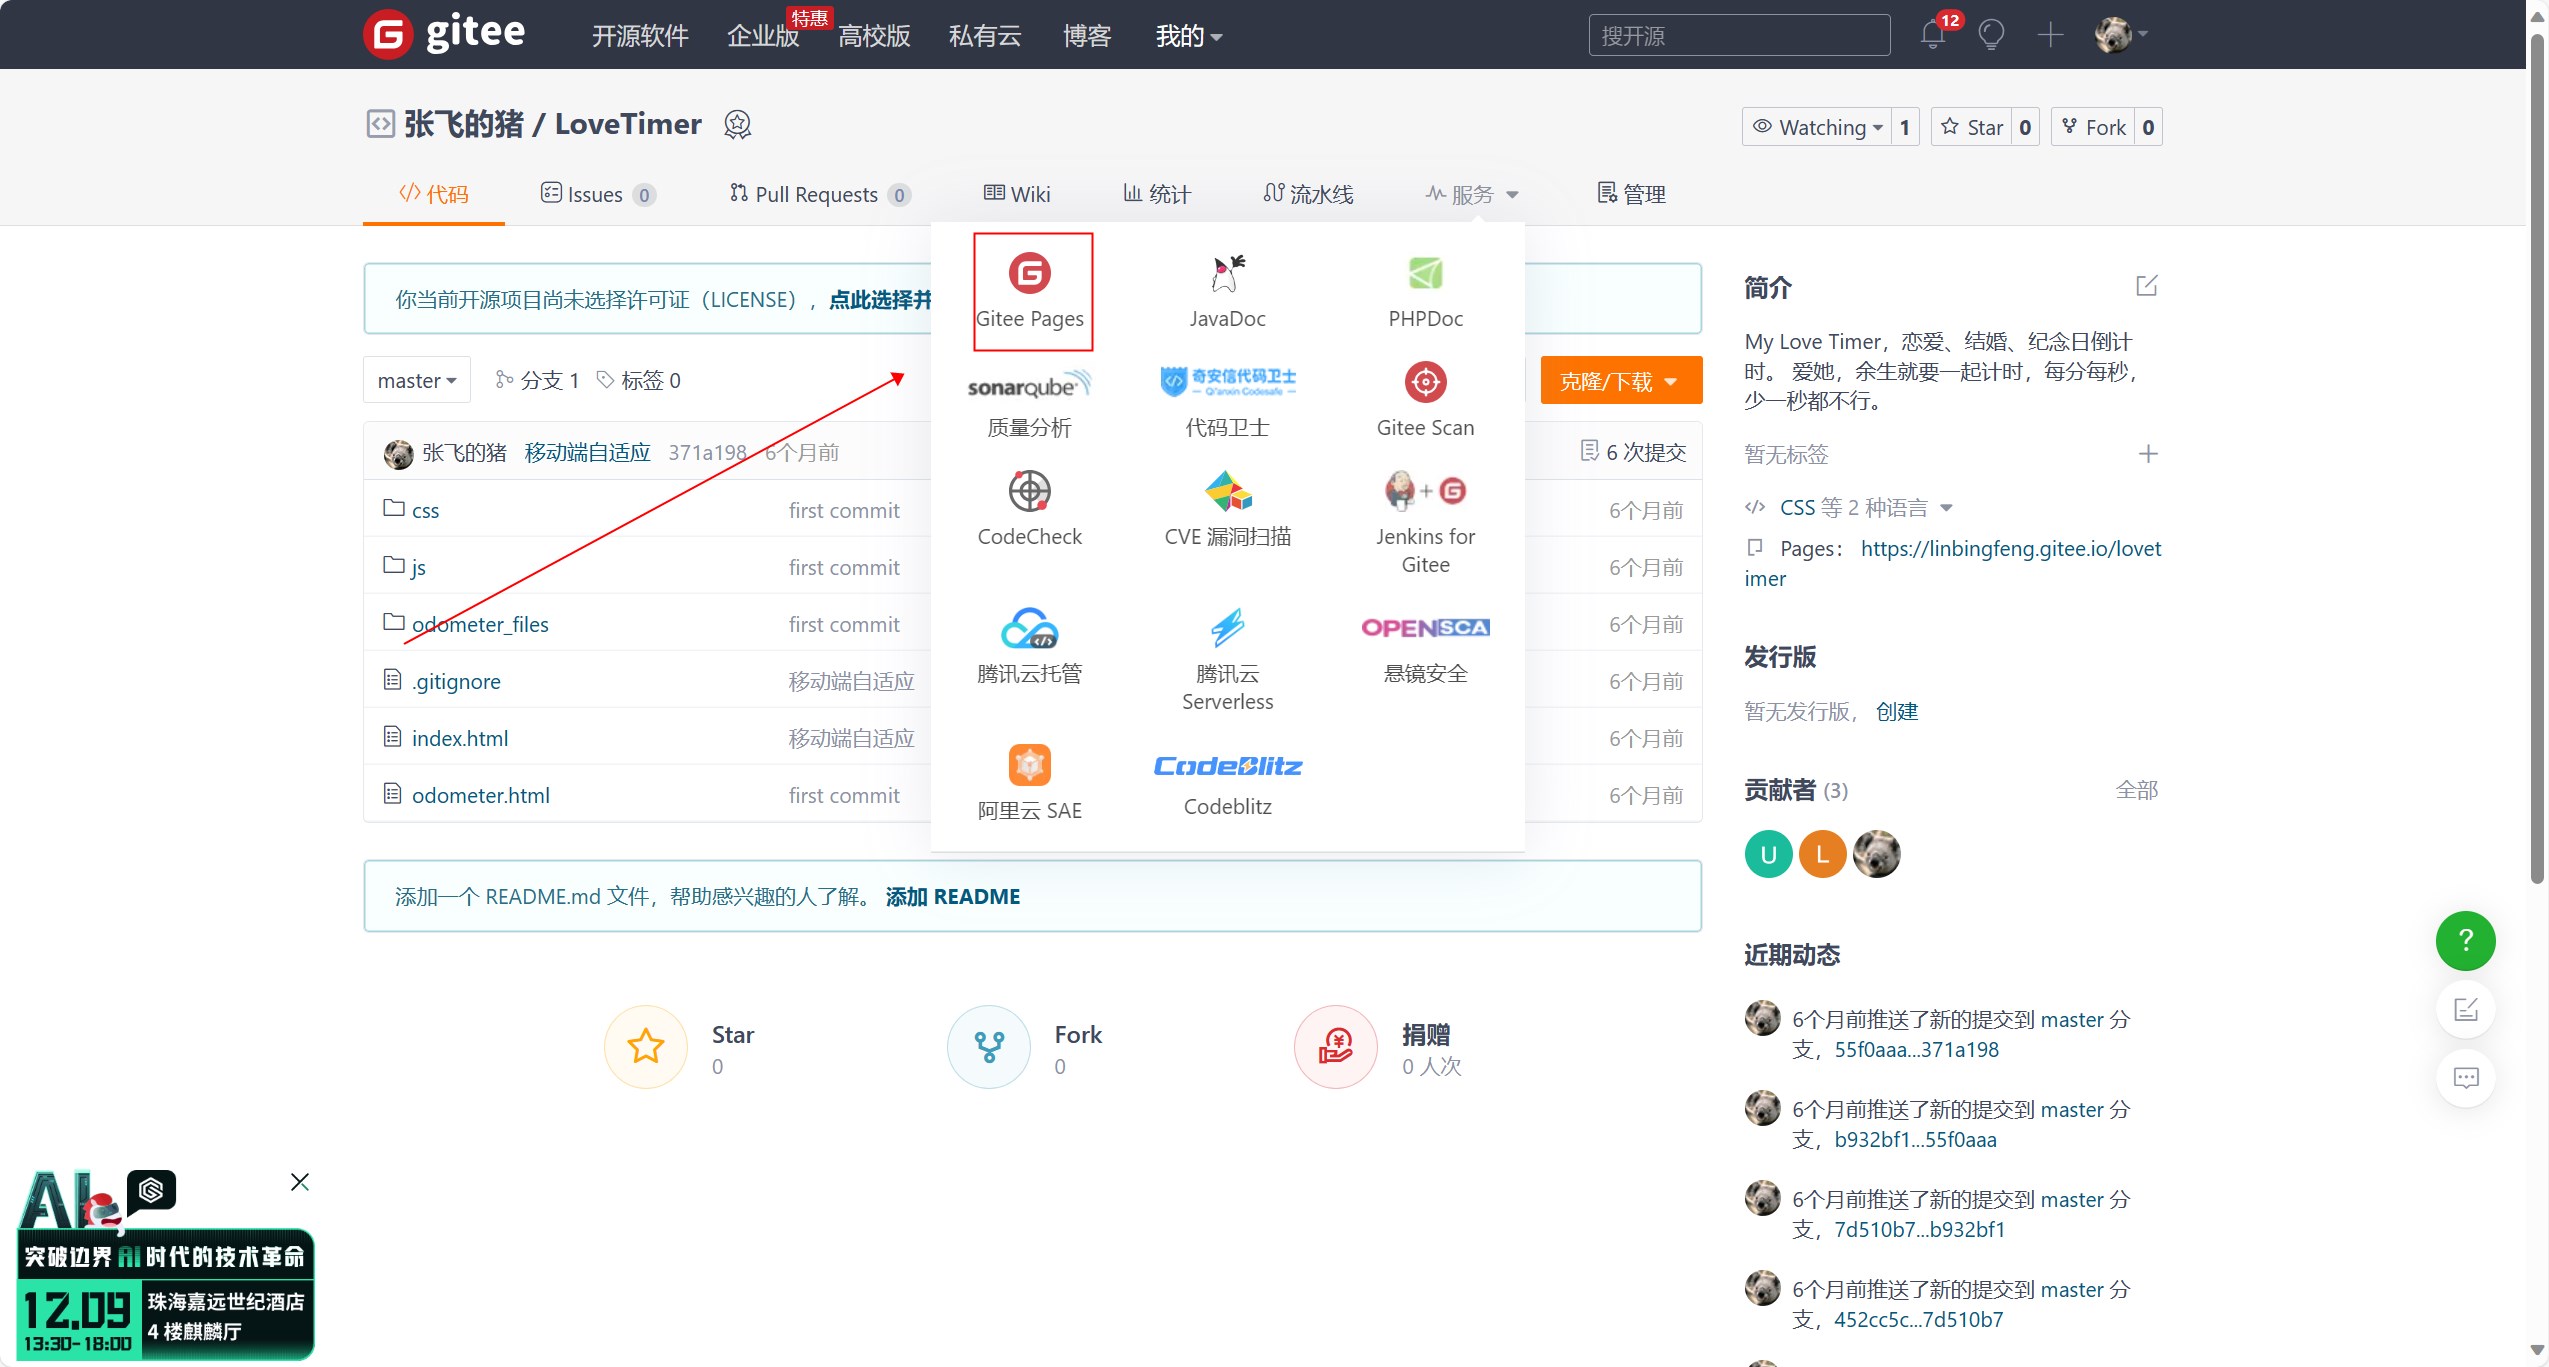 gitee
开源软件
企业版
特惠
高校版
私有云
博客
我的
搜开源
12
张飞的猪 / LoveTimer
Watching 1
Star 0
Fork 0
代码
Issues 0
Pull Requests 0
Wiki
统计
流水线
服务
管理
你当前开源项目尚未选择许可证（LICENSE），点此选择并
master
分支 1
标签 0
克隆/下载
张飞的猪 移动端自适应 371a198 6个月前
6 次提交
css first commit 6个月前
js first commit 6个月前
odometer_files first commit 6个月前
.gitignore 移动端自适应 6个月前
index.html 移动端自适应 6个月前
odometer.html first commit 6个月前
Gitee Pages
JavaDoc
PHPDoc
sonarqube
质量分析
奇安信代码卫士
Qi'anxin Codesafe
代码卫士
Gitee Scan
CodeCheck
CVE 漏洞扫描
Jenkins for
Gitee
腾讯云托管
腾讯云
Serverless
OPENSCA
悬镜安全
阿里云 SAE
CodeBlitz
Codeblitz
添加一个 README.md 文件，帮助感兴趣的人了解。 添加 README
Star
0
Fork
0
捐赠
0 人次
简介
My Love Timer，恋爱、结婚、纪念日倒计
时。 爱她，余生就要一起计时，每分每秒，
少一秒都不行。
暂无标签
CSS 等 2 种语言
Pages： https://linbingfeng.gitee.io/lovet
imer
发行版
暂无发行版， 创建
贡献者 (3)
全部
U
L
近期动态
6个月前推送了新的提交到 master 分
支，55f0aaa...371a198
6个月前推送了新的提交到 master 分
支，b932bf1...55f0aaa
6个月前推送了新的提交到 master 分
支，7d510b7...b932bf1
6个月前推送了新的提交到 master 分
支，452cc5c...7d510b7
?
AI
突破边界 AI 时代的技术革命
12.09
13:30-18:00
珠海嘉远世纪酒店
4 楼麒麟厅